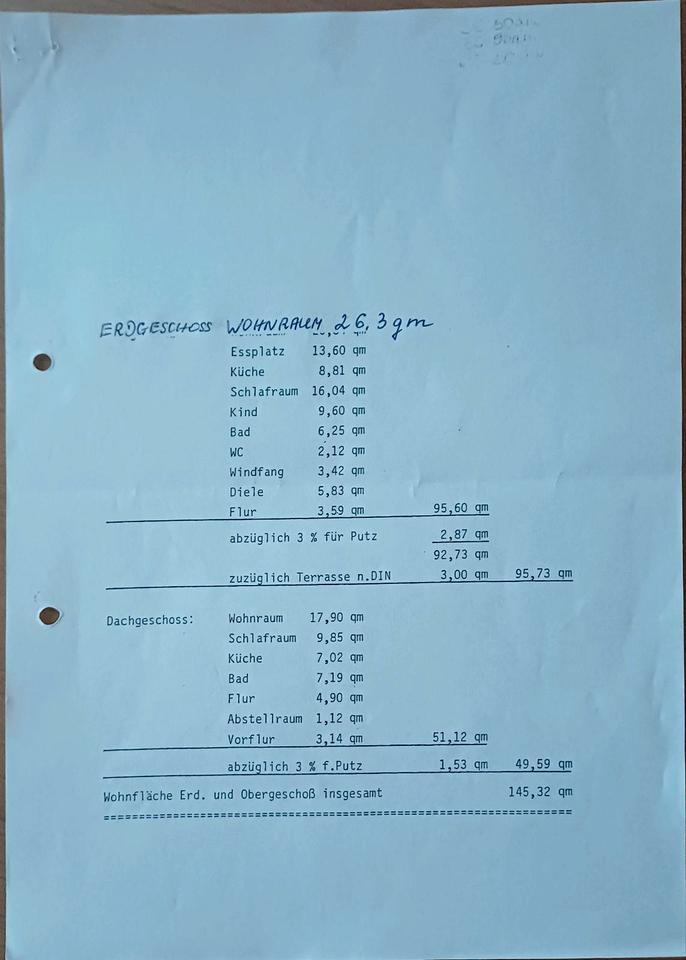 ERDGESCHOSS WOHNRAUM 26,3 qm
Essplatz 13,60 qm
Küche 8,81 qm
Schlafraum 16,04 qm
Kind 9,60 qm
Bad 6,25 qm
WC 2,12 qm
Windfang 3,42 qm
Diele 5,83 qm
Flur 3,59 qm 95,60 qm
abzüglich 3 % für Putz 2,87 qm
92,73 qm
zuzüglich Terrasse n.DIN 3,00 qm 95,73 qm
Dachgeschoss: Wohnraum 17,90 qm
Schlafraum 9,85 qm
Küche 7,02 qm
Bad 7,19 qm
Flur 4,90 qm
Abstellraum 1,12 qm
Vorflur 3,14 qm 51,12 qm
abzüglich 3 % f.Putz 1,53 qm 49,59 qm
Wohnfläche Erd. und Obergeschoß insgesamt 145,32 qm